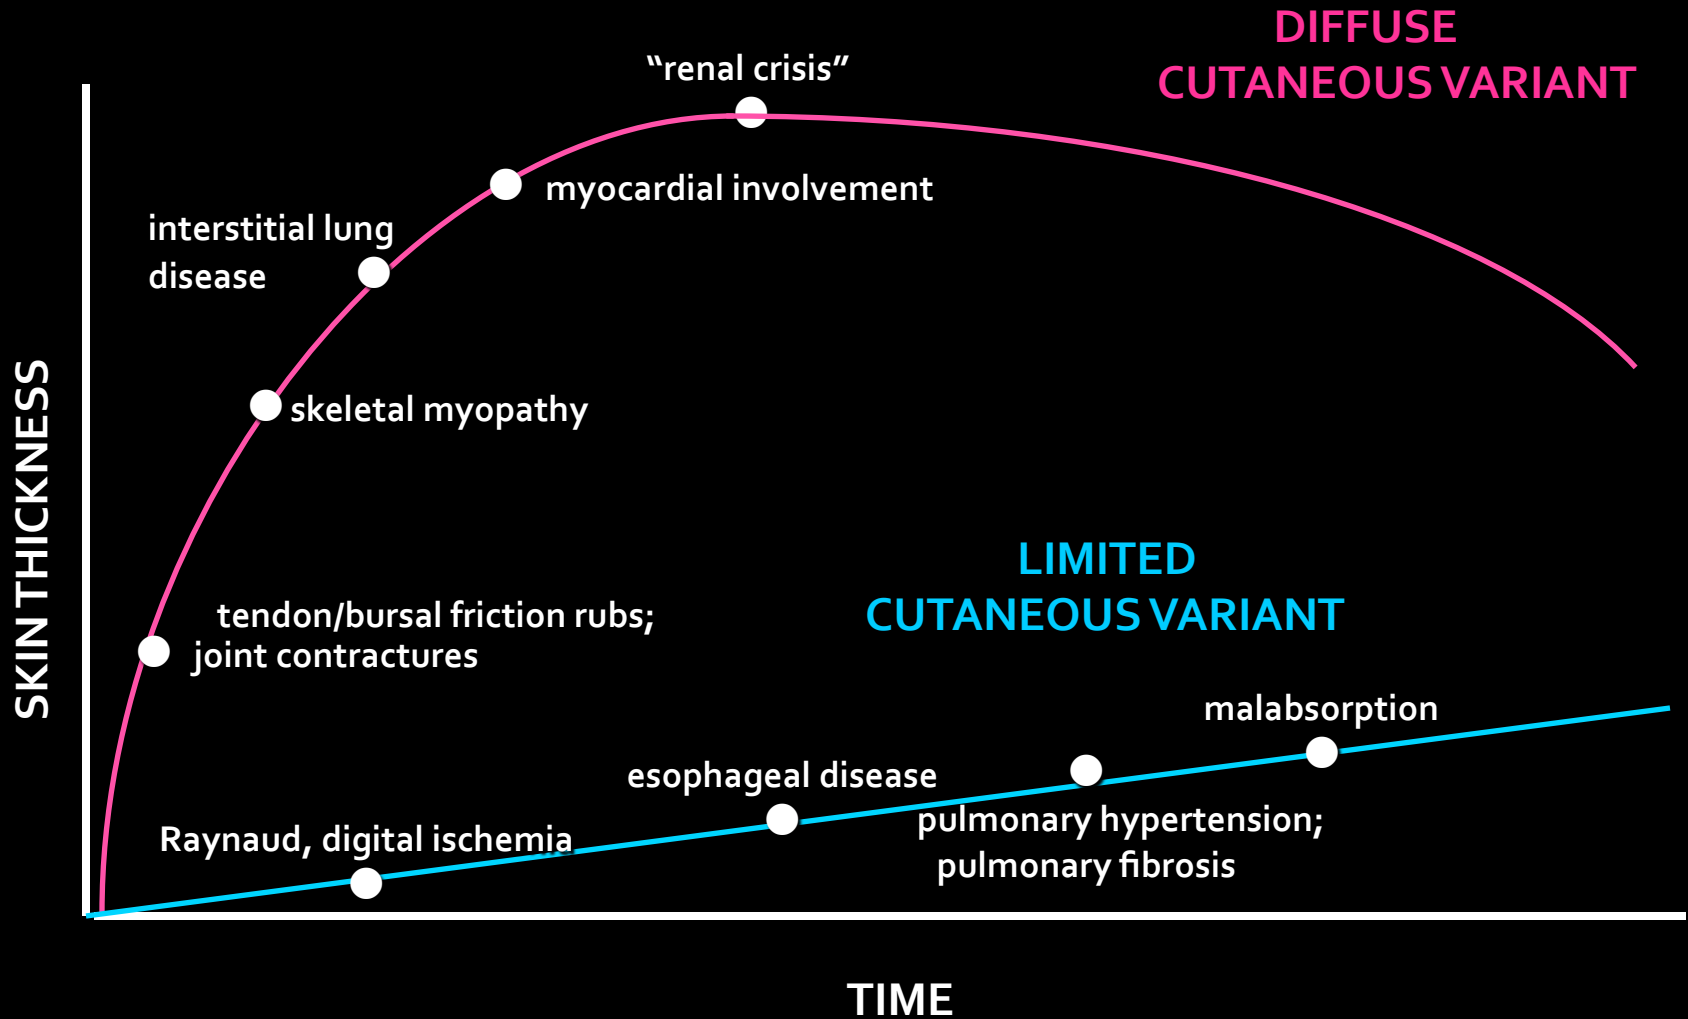 DIFFUSE
CUTANEOUS VARIANT
“renal crisis”
myocardial involvement
interstitial lung
disease
skeletal myopathy
SKIN THICKNESS
LIMITED
CUTANEOUS VARIANT
tendon/bursal friction rubs;
joint contractures
malabsorption
esophageal disease
pulmonary hypertension;
pulmonary fibrosis
Raynaud, digital ischemia
TIME